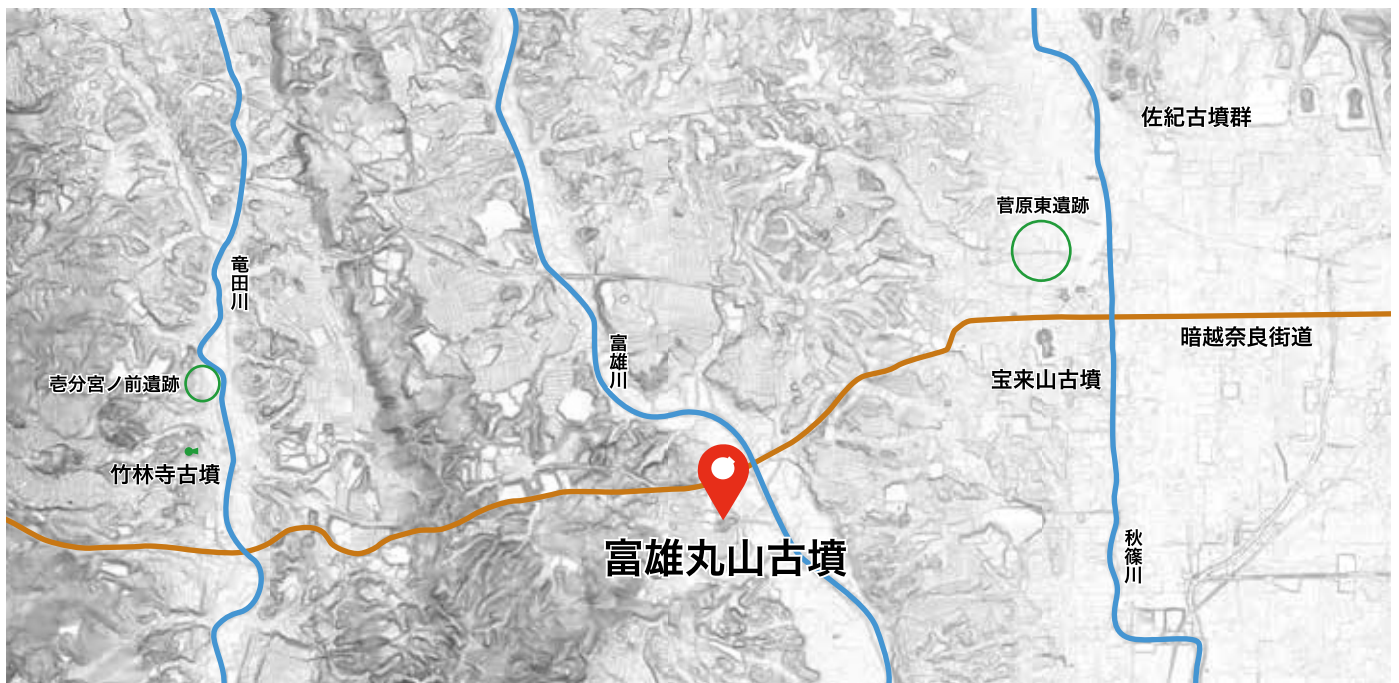 佐紀古墳群
菅原東遺跡
竜田川
暗越奈良街道
富雄川
宝来山古墳
壱分宮ノ前遺跡
竹林寺古墳
富雄丸山古墳
秋篠川